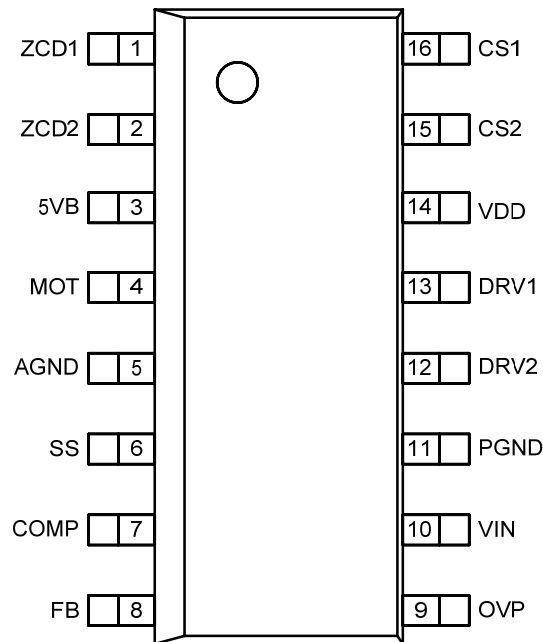 ZCD1 1 16 CS1
ZCD2 2 15 CS2
5VB 3 14 VDD
MOT 4 13 DRV1
AGND 5 12 DRV2
SS 6 11 PGND
COMP 7 10 VIN
FB 8 9 OVP